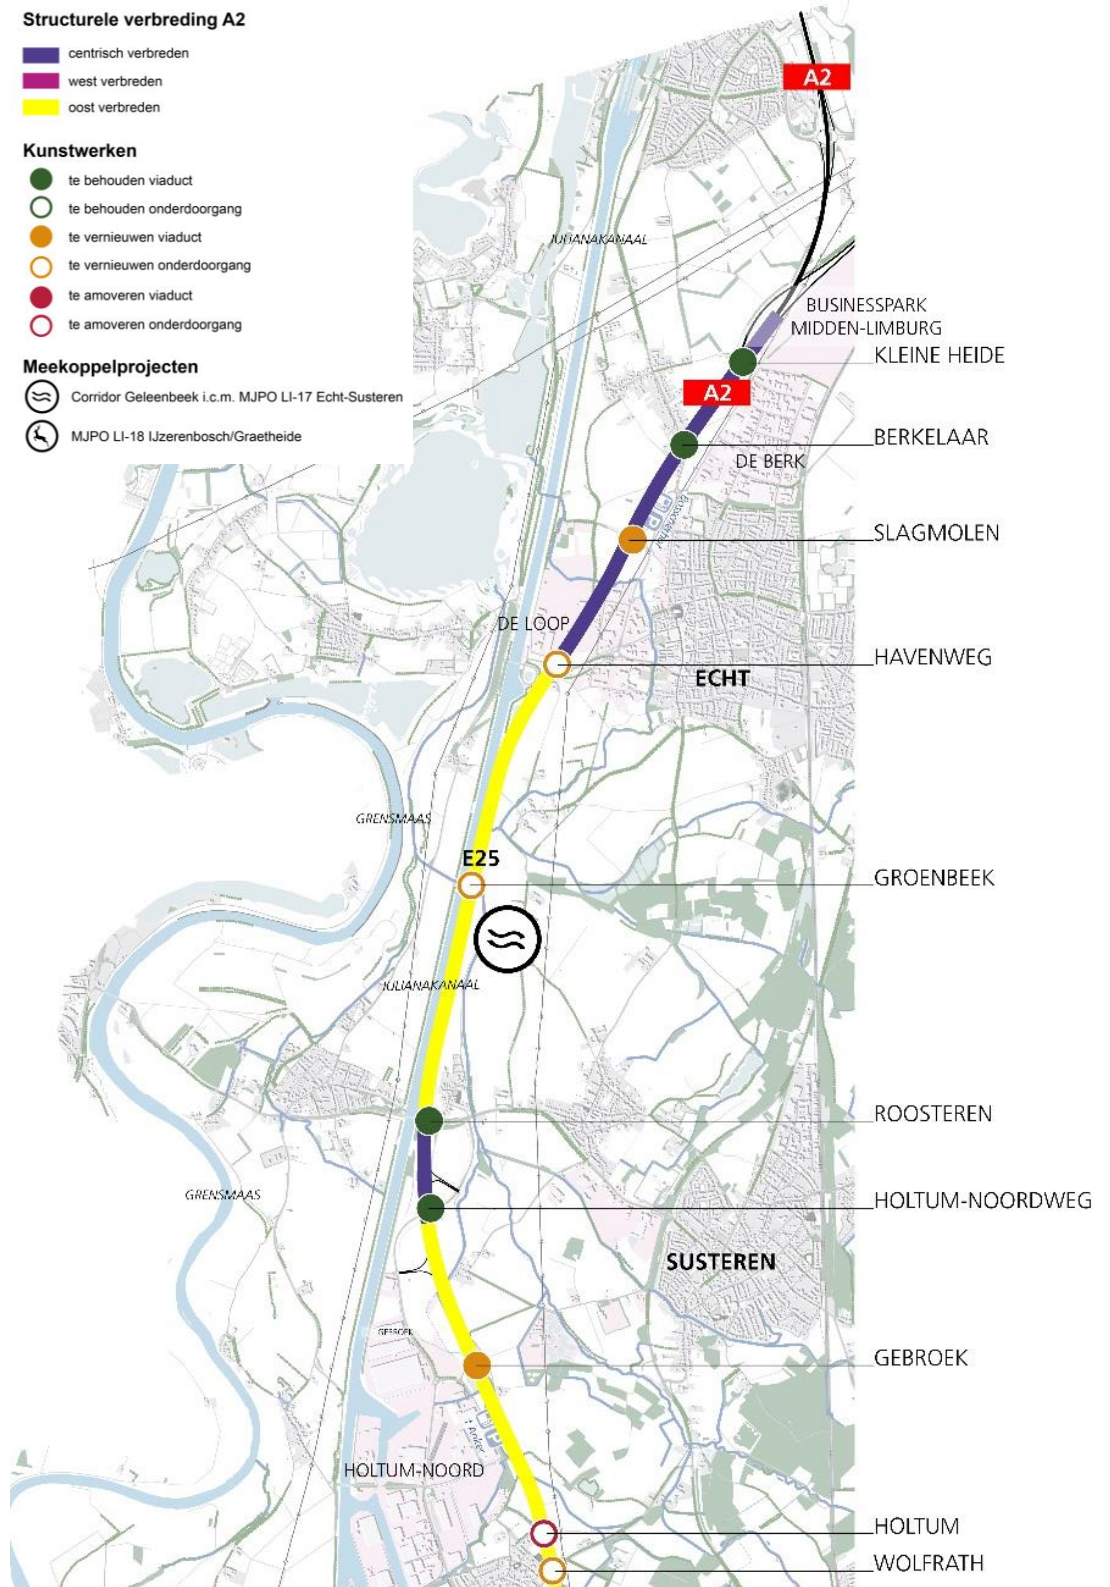 Structurele verbreding A2
centrisch verbreden
west verbreden
oost verbreden
Kunstwerken
te behouden viaduct
te behouden onderdoorgang
te vernieuwen viaduct
te vernieuwen onderdoorgang
te amoveren viaduct
te amoveren onderdoorgang
Meekoppelprojecten
Corridor Geleenbeek i.c.m. MJPO LI-17 Echt-Susteren
MJPO LI-18 IJzerenbosch/Graetheide
A2
JULIANAKANAAL
BUSINESSPARK
MIDDEN-LIMBURG
KLEINE HEIDE
A2
BERKELAAR
DE BERK
SLAGMOLEN
DE LOOP
HAVENWEG
ECHT
GRENSMAAS
E25
GROENBEEK
JULIANAKANAAL
ROOSTEREN
GRENSMAAS
HOLTUM-NOORDWEG
SUSTEREN
GEBROEK
GEBROEK
't Anker
HOLTUM-NOORD
HOLTUM
WOLFRATH